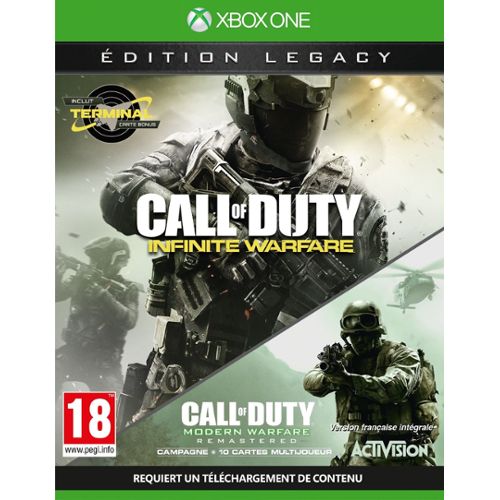 XBOX ONE
ÉDITION LEGACY
INCLUT
TERMINAL
CARTE BONUS
CALL OF DUTY
INFINITE WARFARE
CALL OF DUTY
MODERN WARFARE
REMASTERED
CAMPAGNE + 10 CARTES MULTIJOUEUR
18
www.pegi.info
Version française intégrale
ACTIVISION
REQUIERT UN TÉLÉCHARGEMENT DE CONTENU